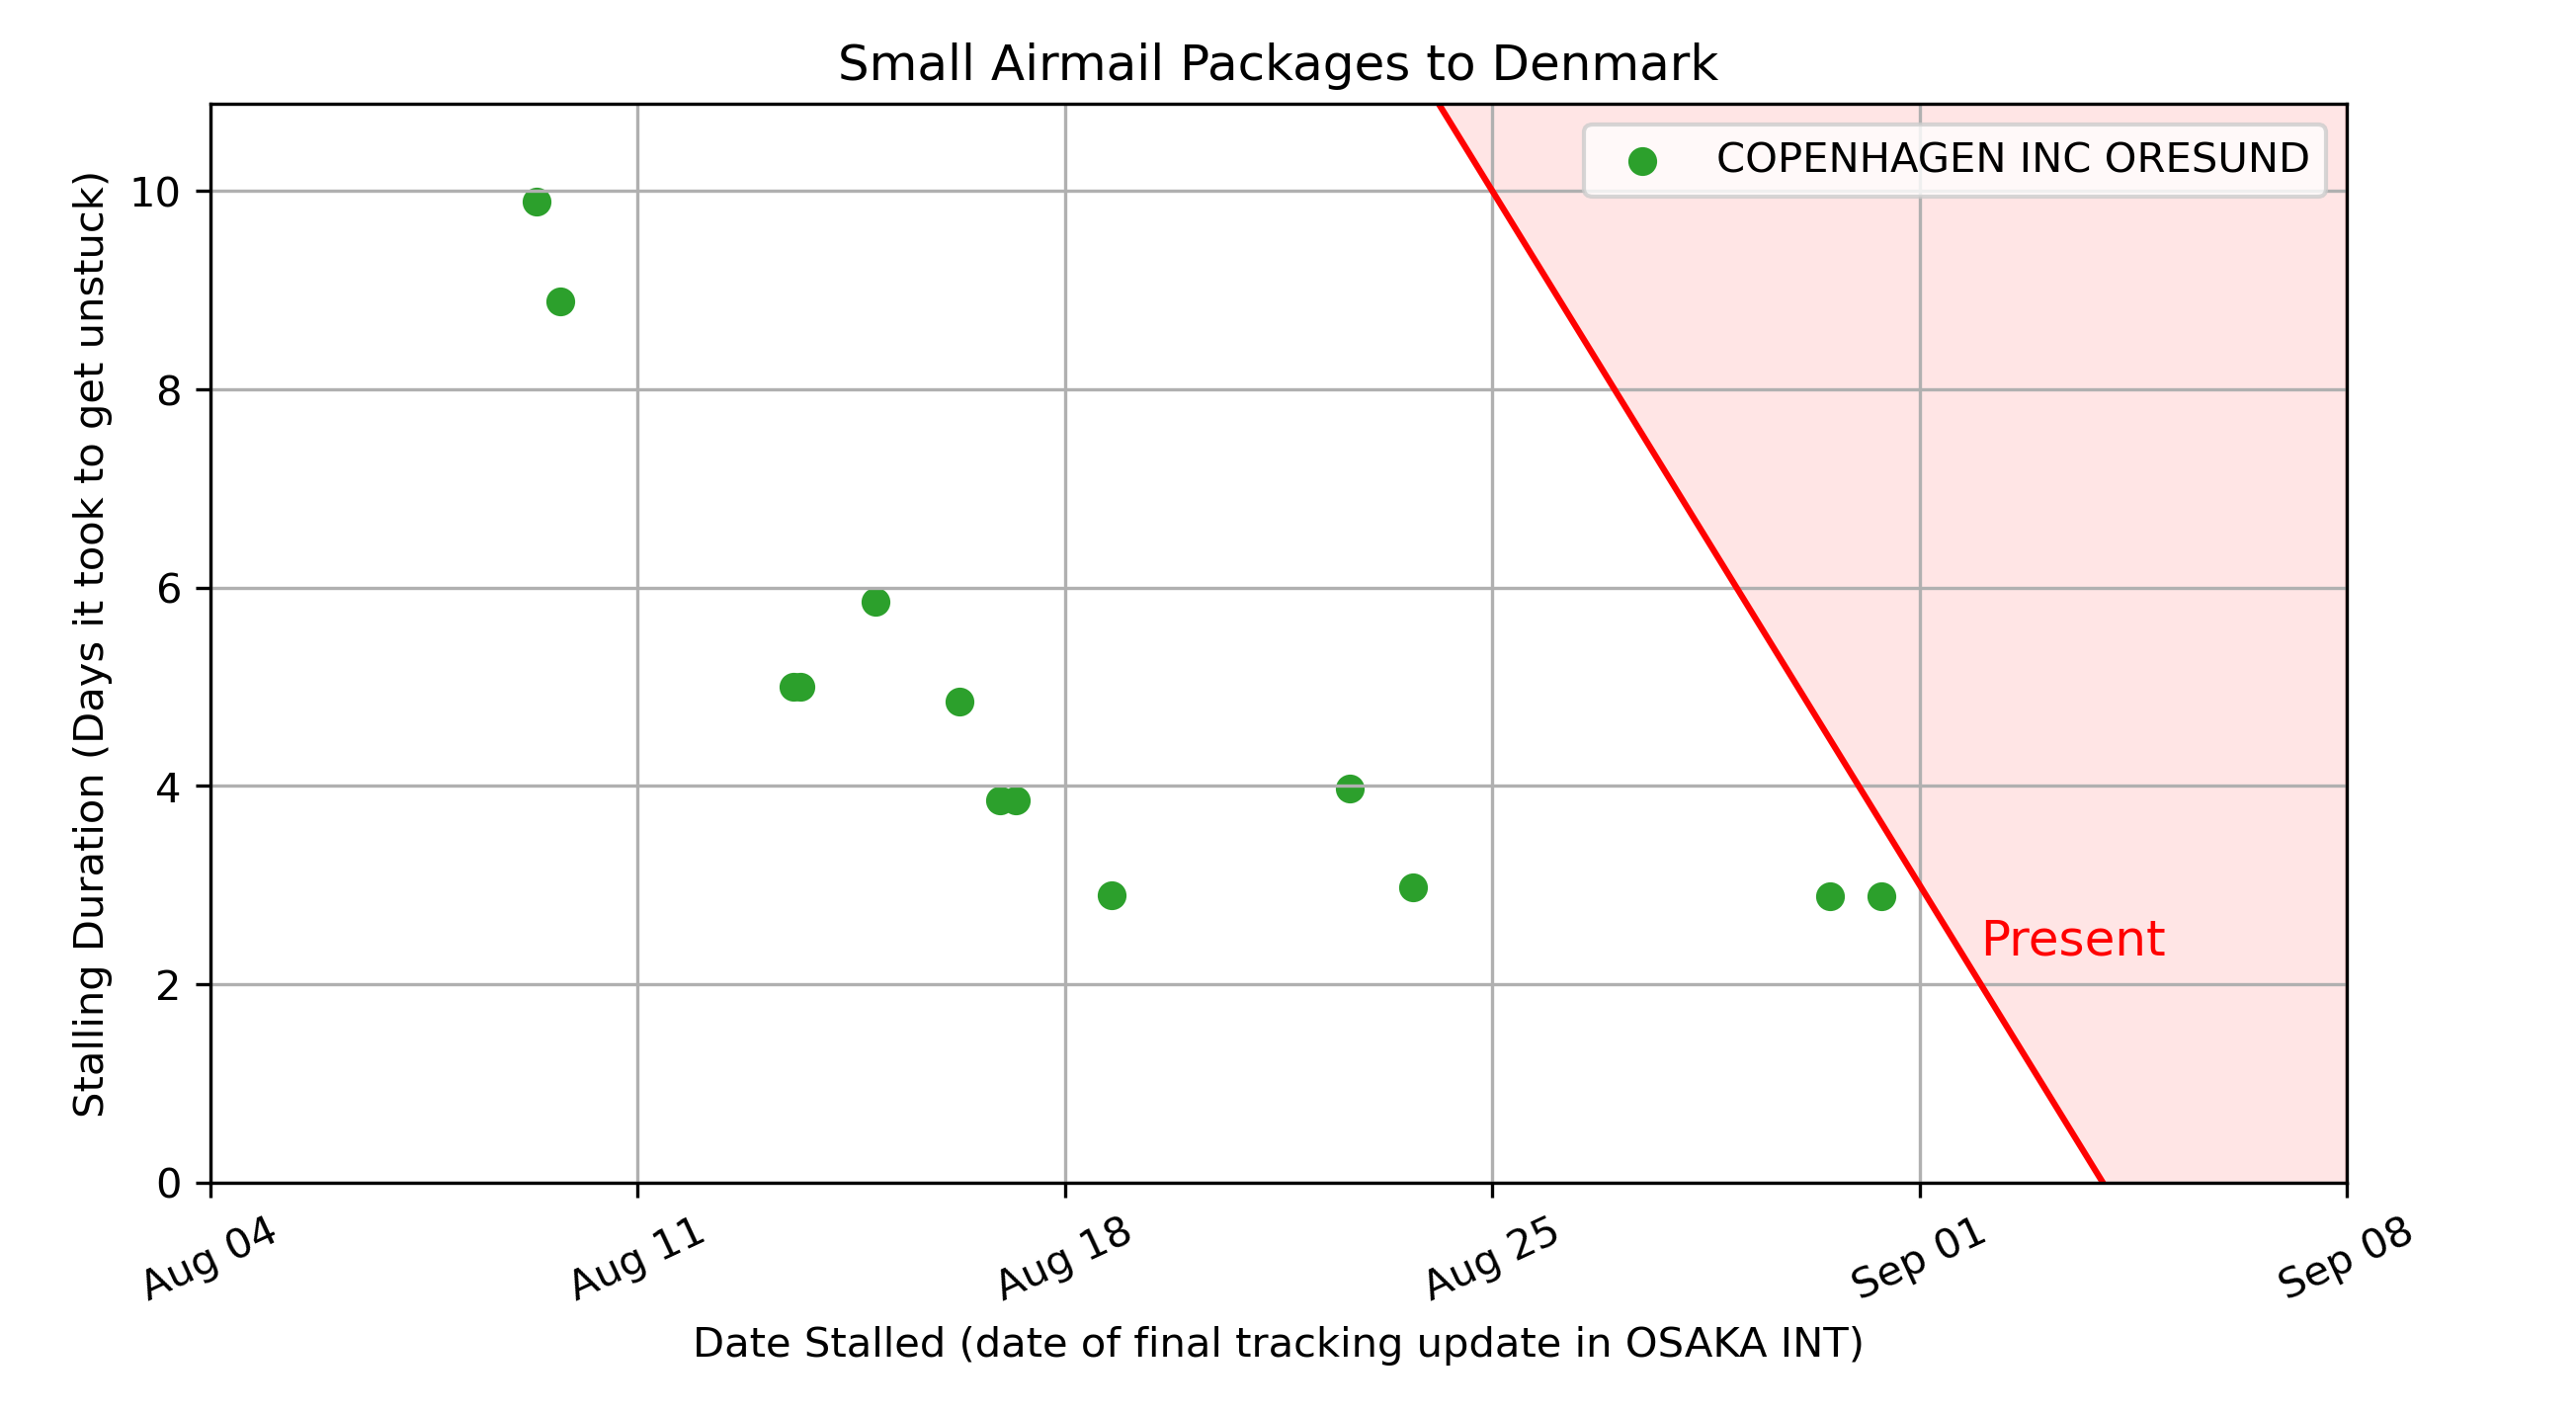 Small Airmail Packages to Denmark
COPENHAGEN INC ORESUND
Stalling Duration (Days it took to get unstuck)
10
8
6
4
2
0
Present
Aug 04
Aug 11
Aug 18
Aug 25
Sep 01
Sep 08
Date Stalled (date of final tracking update in OSAKA INT)